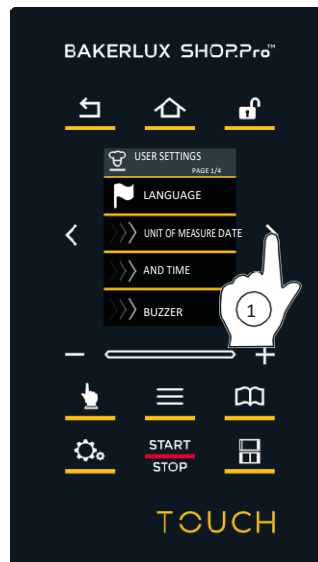 BAKERLUX SHOP.Pro™
USER SETTINGS
PAGE 1/4
LANGUAGE
UNIT OF MEASURE DATE
AND TIME
BUZZER
1
START
STOP
TOUCH